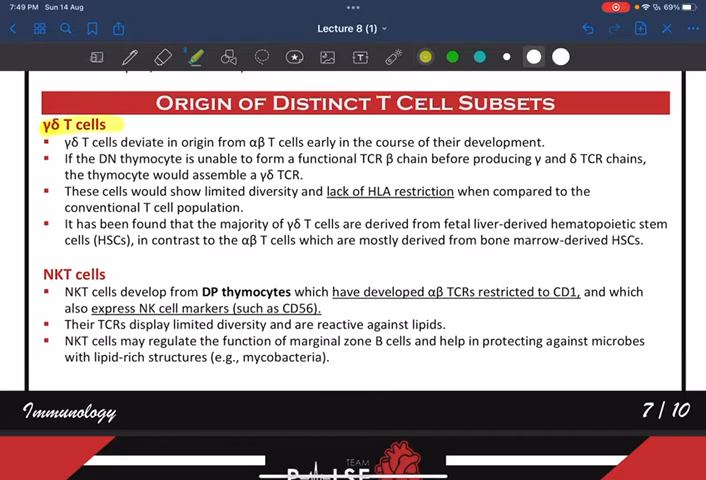 7:49 PM Sun 14 Aug
69%
Lecture 8 (1)
ORIGIN OF DISTINCT T CELL SUBSETS
γδ T cells
▪ γδ T cells deviate in origin from αβ T cells early in the course of their development.
▪ If the DN thymocyte is unable to form a functional TCR β chain before producing γ and δ TCR chains,
the thymocyte would assemble a γδ TCR.
▪ These cells would show limited diversity and lack of HLA restriction when compared to the
conventional T cell population.
▪ It has been found that the majority of γδ T cells are derived from fetal liver-derived hematopoietic stem
cells (HSCs), in contrast to the αβ T cells which are mostly derived from bone marrow-derived HSCs.
NKT cells
▪ NKT cells develop from DP thymocytes which have developed αβ TCRs restricted to CD1, and which
also express NK cell markers (such as CD56).
▪ Their TCRs display limited diversity and are reactive against lipids.
▪ NKT cells may regulate the function of marginal zone B cells and help in protecting against microbes
with lipid-rich structures (e.g., mycobacteria).
Immunology
7 / 10
TEAM